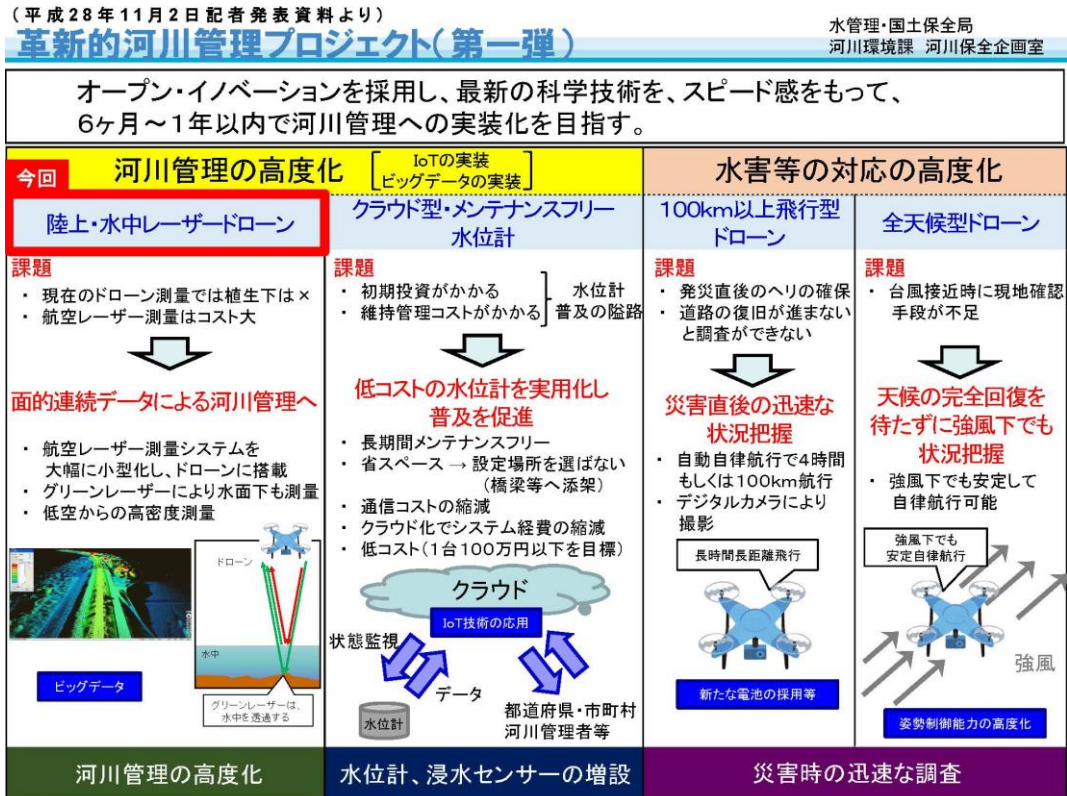 (平成28年11月2日記者発表資料より)
革新的河川管理プロジェクト(第一弾)
水管理・国土保全局
河川環境課 河川保全企画室
オープン・イノベーションを採用し、最新の科学技術を、スピード感をもって、
6ヶ月～1年以内で河川管理への実装化を目指す。
今回
河川管理の高度化
IoTの実装
ビッグデータの実装
水害等の対応の高度化
陸上・水中レーザードローン
課題
・ 現在のドローン測量では植生下は×
・ 航空レーザー測量はコスト大
面的連続データによる河川管理へ
・ 航空レーザー測量システムを
大幅に小型化し、ドローンに搭載
・ グリーンレーザーにより水面下も測量
・ 低空からの高密度測量
ドローン
水中
グリーンレーザーは、
水中を透過する
ビッグデータ
河川管理の高度化
クラウド型・メンテナンスフリー
水位計
課題
・ 初期投資がかかる
・ 維持管理コストがかかる
水位計
普及の隘路
低コストの水位計を実用化し
普及を促進
・ 長期間メンテナンスフリー
・ 省スペース → 設定場所を選ばない
(橋梁等へ添架)
・ 通信コストの縮減
・ クラウド化でシステム経費の縮減
・ 低コスト(1台100万円以下を目標)
クラウド
IoT技術の応用
状態監視
データ
水位計
都道府県・市町村
河川管理者等
水位計、浸水センサーの増設
100km以上飛行型
ドローン
課題
・ 発災直後のヘリの確保
・ 道路の復旧が進まない
と調査ができない
災害直後の迅速な
状況把握
・ 自動自律航行で4時間
もしくは100km航行
・ デジタルカメラにより
撮影
長時間長距離飛行
新たな電池の採用等
全天候型ドローン
課題
・ 台風接近時に現地確認
手段が不足
天候の完全回復を
待たずに強風下でも
状況把握
・ 強風下でも安定して
自律航行可能
強風下でも
安定自律航行
強風
姿勢制御能力の高度化
災害時の迅速な調査